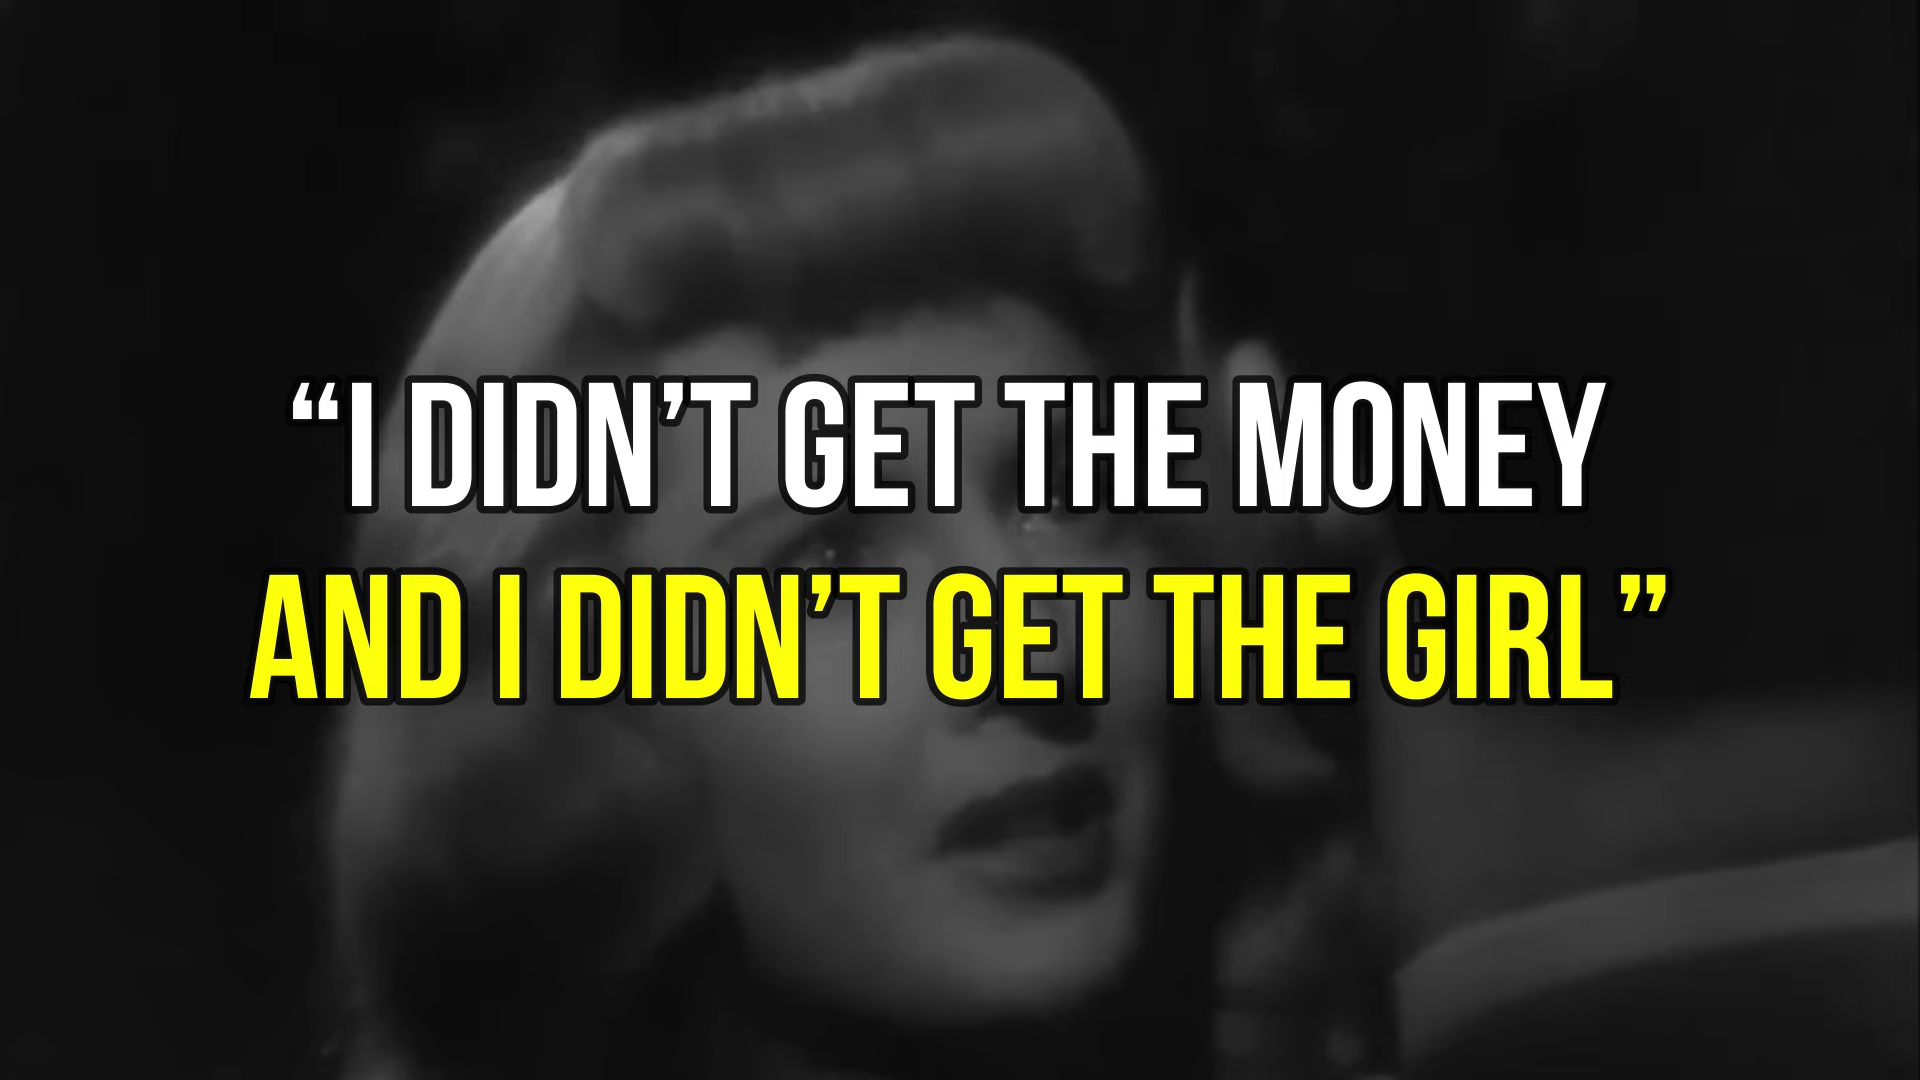 “I DIDN’T GET THE MONEY
AND I DIDN’T GET THE GIRL”